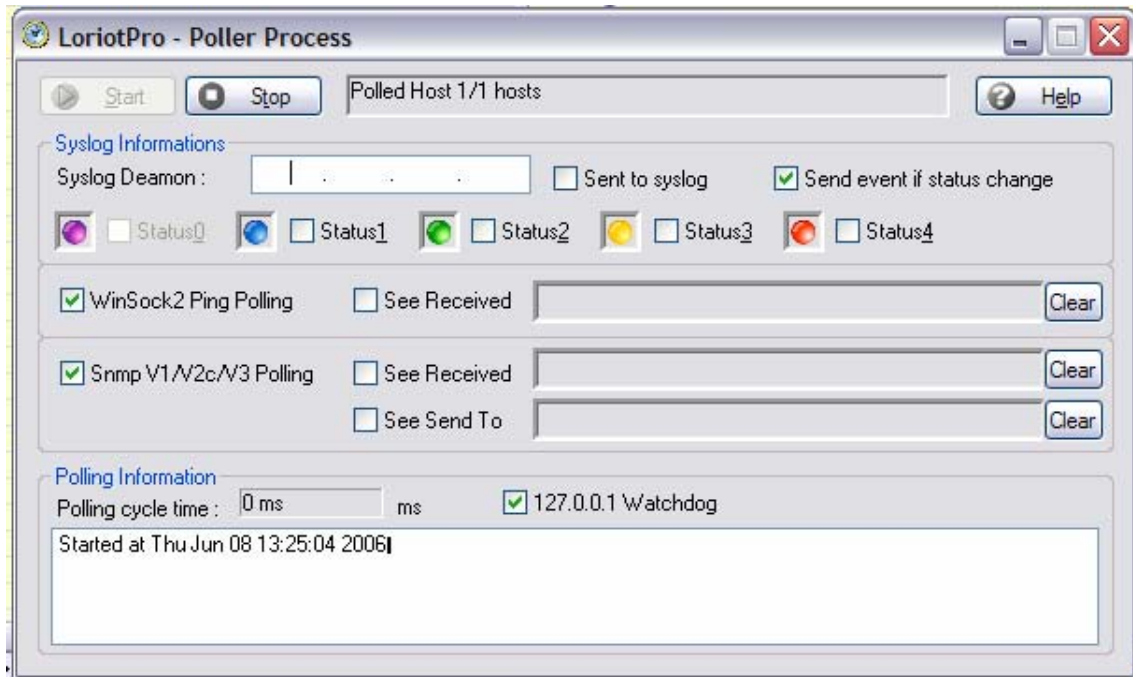 LoriotPro - Poller Process
Start Stop Polled Host 1/1 hosts Help
Syslog Informations
Syslog Deamon : . . . Sent to syslog Send event if status change
Status0 Status1 Status2 Status3 Status4
WinSock2 Ping Polling See Received Clear
Snmp V1/V2c/V3 Polling See Received Clear
See Send To Clear
Polling Information
Polling cycle time : 0 ms ms 127.0.0.1 Watchdog
Started at Thu Jun 08 13:25:04 2006